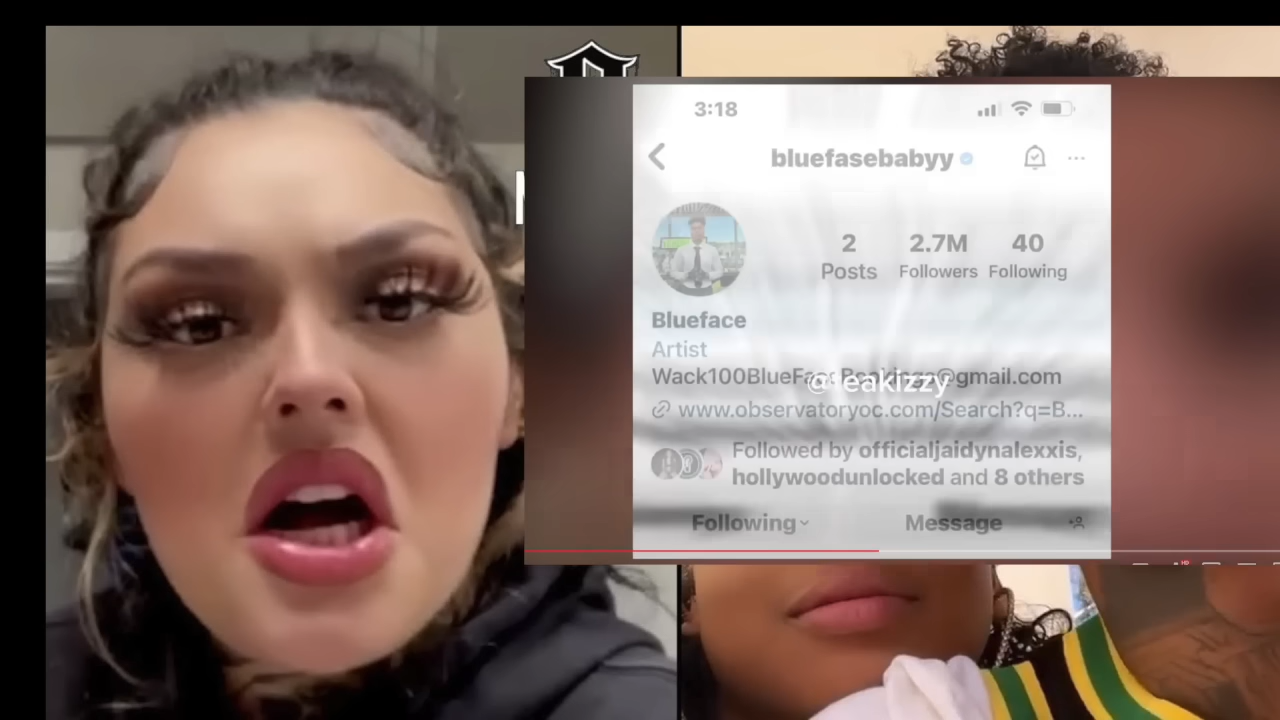 3:18
bluefasebabyy
2 2.7M 40
Posts Followers Following
Blueface
Artist
@gmail.com
www.observatoryoc.com/Search?q=B...
Followed by officialjaidynalexxis,
hollywoodunlocked and 8 others
Following Message